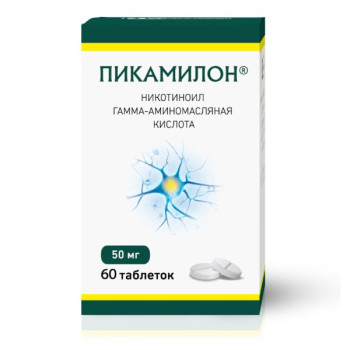 ПИКАМИЛОН®
НИКОТИНОИЛ
ГАММА-АМИНОМАСЛЯНАЯ
КИСЛОТА
50 мг
60 таблеток